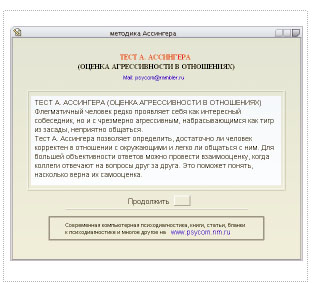 методика Ассингера
ТЕСТ А. АССИНГЕРА
(ОЦЕНКА АГРЕССИВНОСТИ В ОТНОШЕНИЯХ)
Mail: psycom@rambler.ru
ТЕСТ А. АССИНГЕРА (ОЦЕНКА АГРЕССИВНОСТИ В ОТНОШЕНИЯХ)
Флегматичный человек редко проявляет себя как интересный
собеседник, но и с чрезмерно агрессивным, набрасывающимся как тигр
из засады, неприятно общаться.
Тест А. Ассингера позволяет определить, достаточно ли человек
корректен в отношении с окружающими и легко ли общаться с ним. Для
большей объективности ответов можно провести взаимооценку, когда
коллеги отвечают на вопросы друг за друга. Это поможет понять,
насколько верна их самооценка.
Продолжить
Современная компьютерная психодиагностика, книги, статьи, бланки
к психодиагностике и многое другое на www.psycom.nm.ru